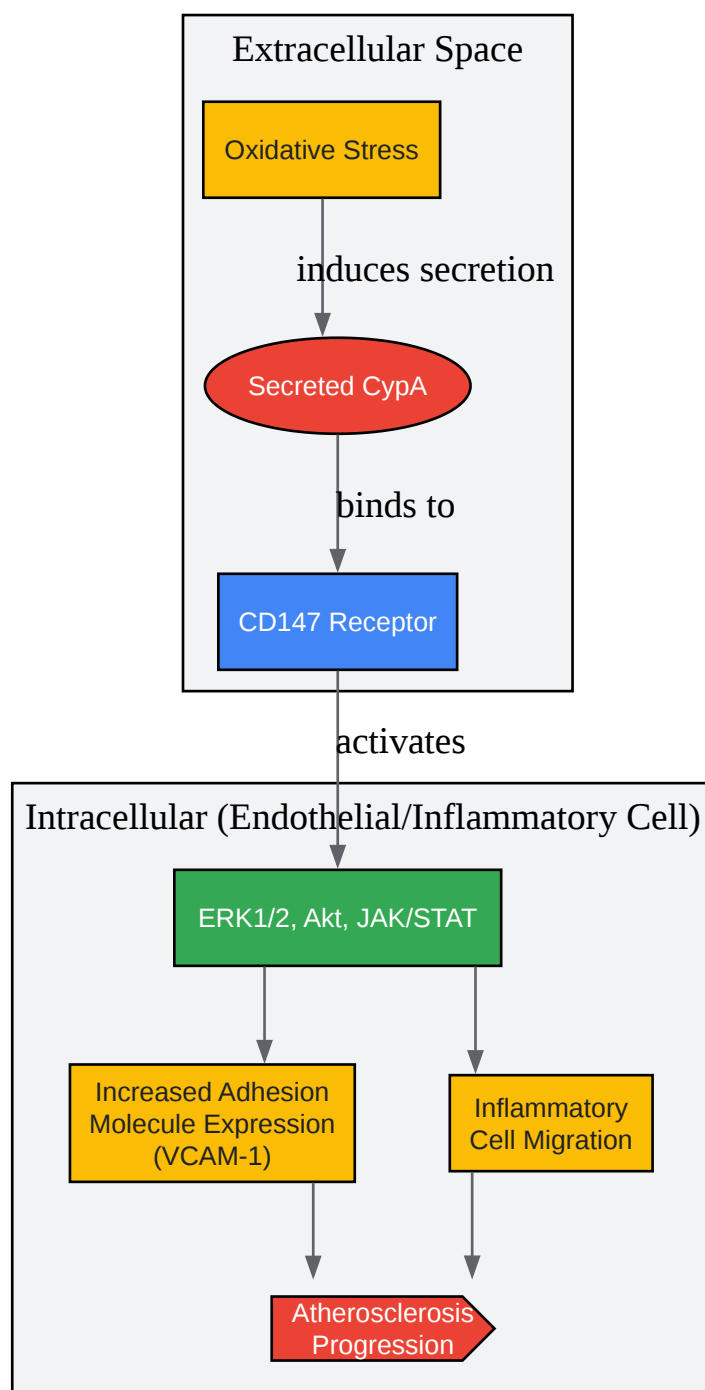 Extracellular Space
Oxidative Stress
induces secretion
Secreted CypA
binds to
CD147 Receptor
activates
Intracellular (Endothelial/Inflammatory Cell)
ERK1/2, Akt, JAK/STAT
Increased Adhesion
Molecule Expression
(VCAM-1)
Inflammatory
Cell Migration
Atherosclerosis
Progression